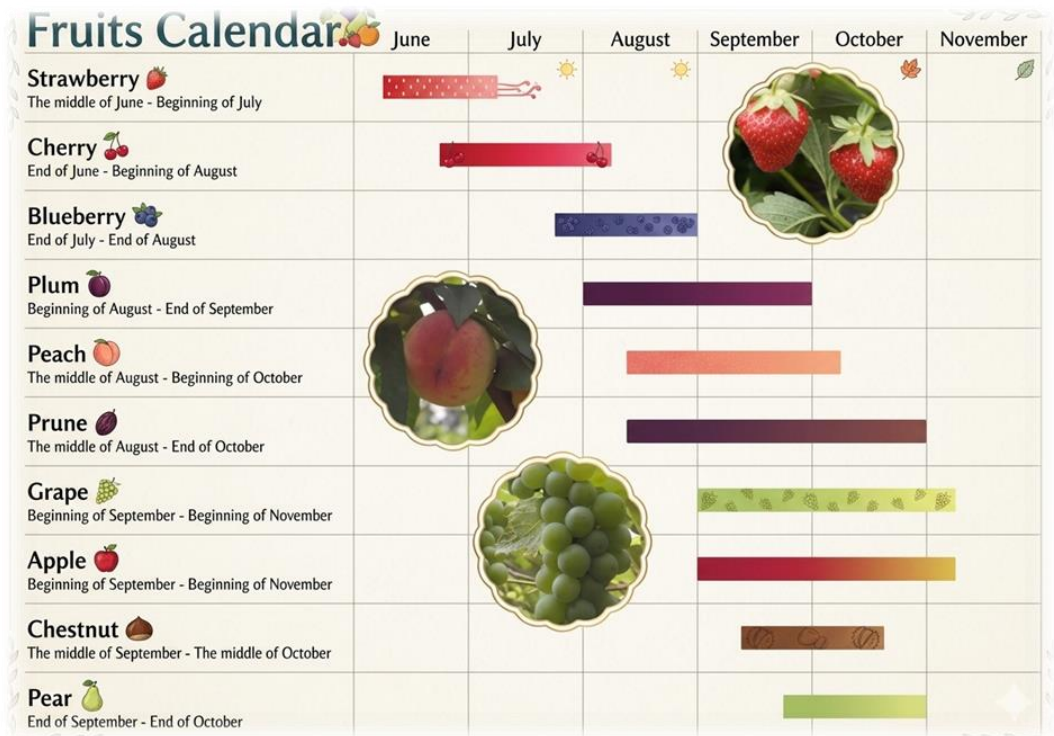 Fruits Calendar
June July August September October November
Strawberry
The middle of June - Beginning of July
Cherry
End of June - Beginning of August
Blueberry
End of July - End of August
Plum
Beginning of August - End of September
Peach
The middle of August - Beginning of October
Prune
The middle of August - End of October
Grape
Beginning of September - Beginning of November
Apple
Beginning of September - Beginning of November
Chestnut
The middle of September - The middle of October
Pear
End of September - End of October